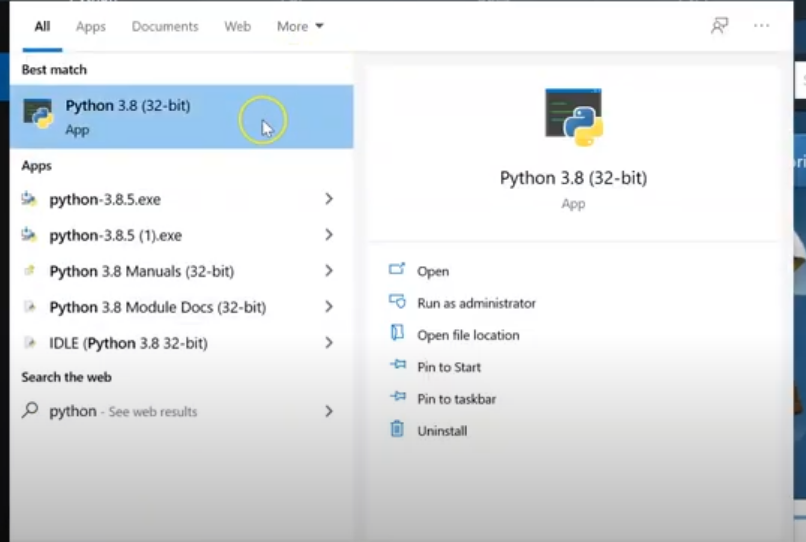 All Apps Documents Web More
Best match
Python 3.8 (32-bit)
App
Apps
python-3.8.5.exe
python-3.8.5 (1).exe
Python 3.8 Manuals (32-bit)
Python 3.8 Module Docs (32-bit)
IDLE (Python 3.8 32-bit)
Search the web
python - See web results
Python 3.8 (32-bit)
App
Open
Run as administrator
Open file location
Pin to Start
Pin to taskbar
Uninstall